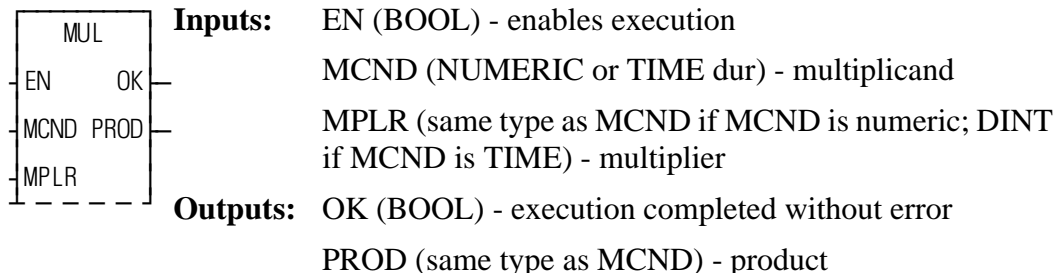 MUL
EN OK
MCND PROD
MPLR
Inputs: EN (BOOL) - enables execution
MCND (NUMERIC or TIME dur) - multiplicand
MPLR (same type as MCND if MCND is numeric; DINT
if MCND is TIME) - multiplier
Outputs: OK (BOOL) - execution completed without error
PROD (same type as MCND) - product